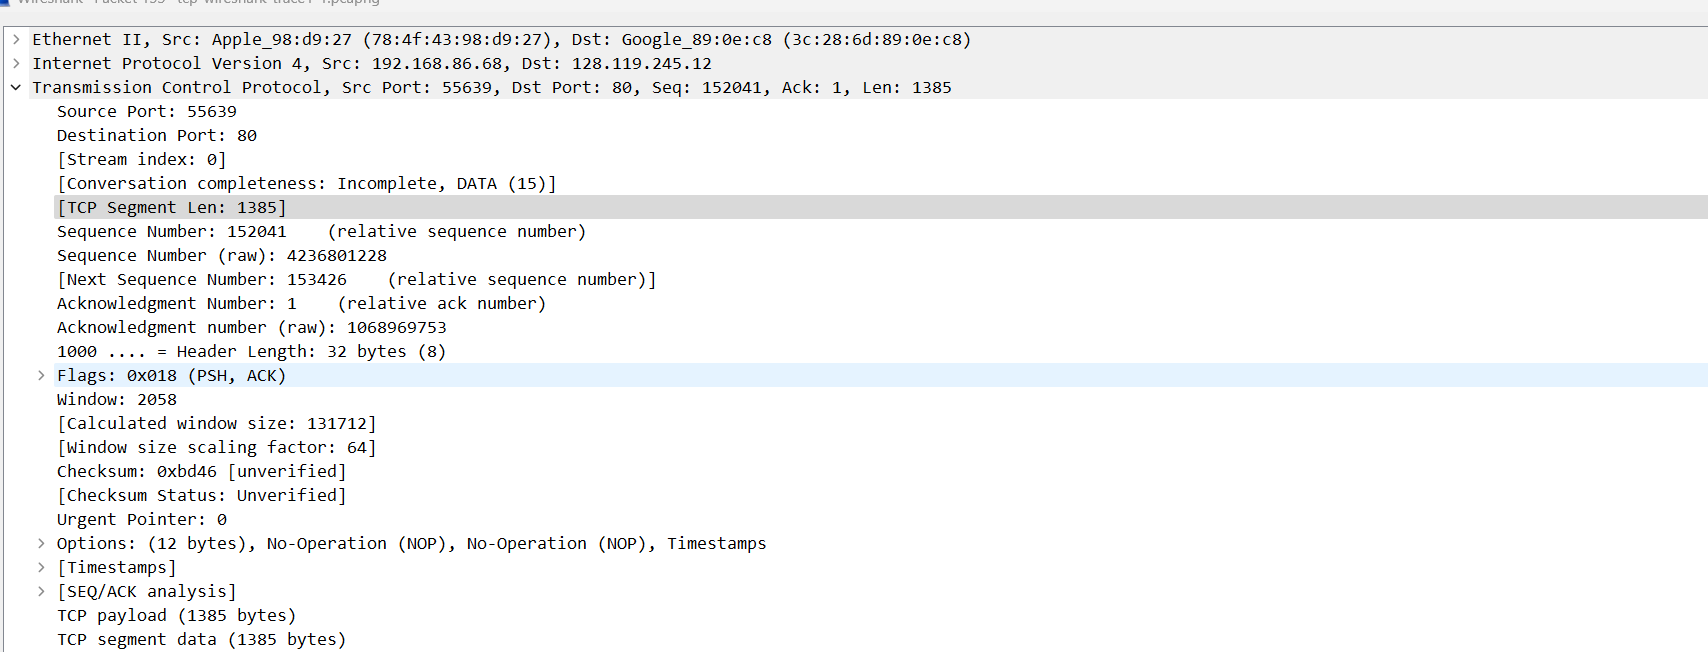 Wireshark · Packet 153 · tcp-wireshark-trace1-1.pcapng
Ethernet II, Src: Apple_98:d9:27 (78:4f:43:98:d9:27), Dst: Google_89:0e:c8 (3c:28:6d:89:0e:c8)
Internet Protocol Version 4, Src: 192.168.86.68, Dst: 128.119.245.12
Transmission Control Protocol, Src Port: 55639, Dst Port: 80, Seq: 152041, Ack: 1, Len: 1385
Source Port: 55639
Destination Port: 80
[Stream index: 0]
[Conversation completeness: Incomplete, DATA (15)]
[TCP Segment Len: 1385]
Sequence Number: 152041    (relative sequence number)
Sequence Number (raw): 4236801228
[Next Sequence Number: 153426    (relative sequence number)]
Acknowledgment Number: 1    (relative ack number)
Acknowledgment number (raw): 1068969753
1000 .... = Header Length: 32 bytes (8)
Flags: 0x018 (PSH, ACK)
Window: 2058
[Calculated window size: 131712]
[Window size scaling factor: 64]
Checksum: 0xbd46 [unverified]
[Checksum Status: Unverified]
Urgent Pointer: 0
Options: (12 bytes), No-Operation (NOP), No-Operation (NOP), Timestamps
[Timestamps]
[SEQ/ACK analysis]
TCP payload (1385 bytes)
TCP segment data (1385 bytes)